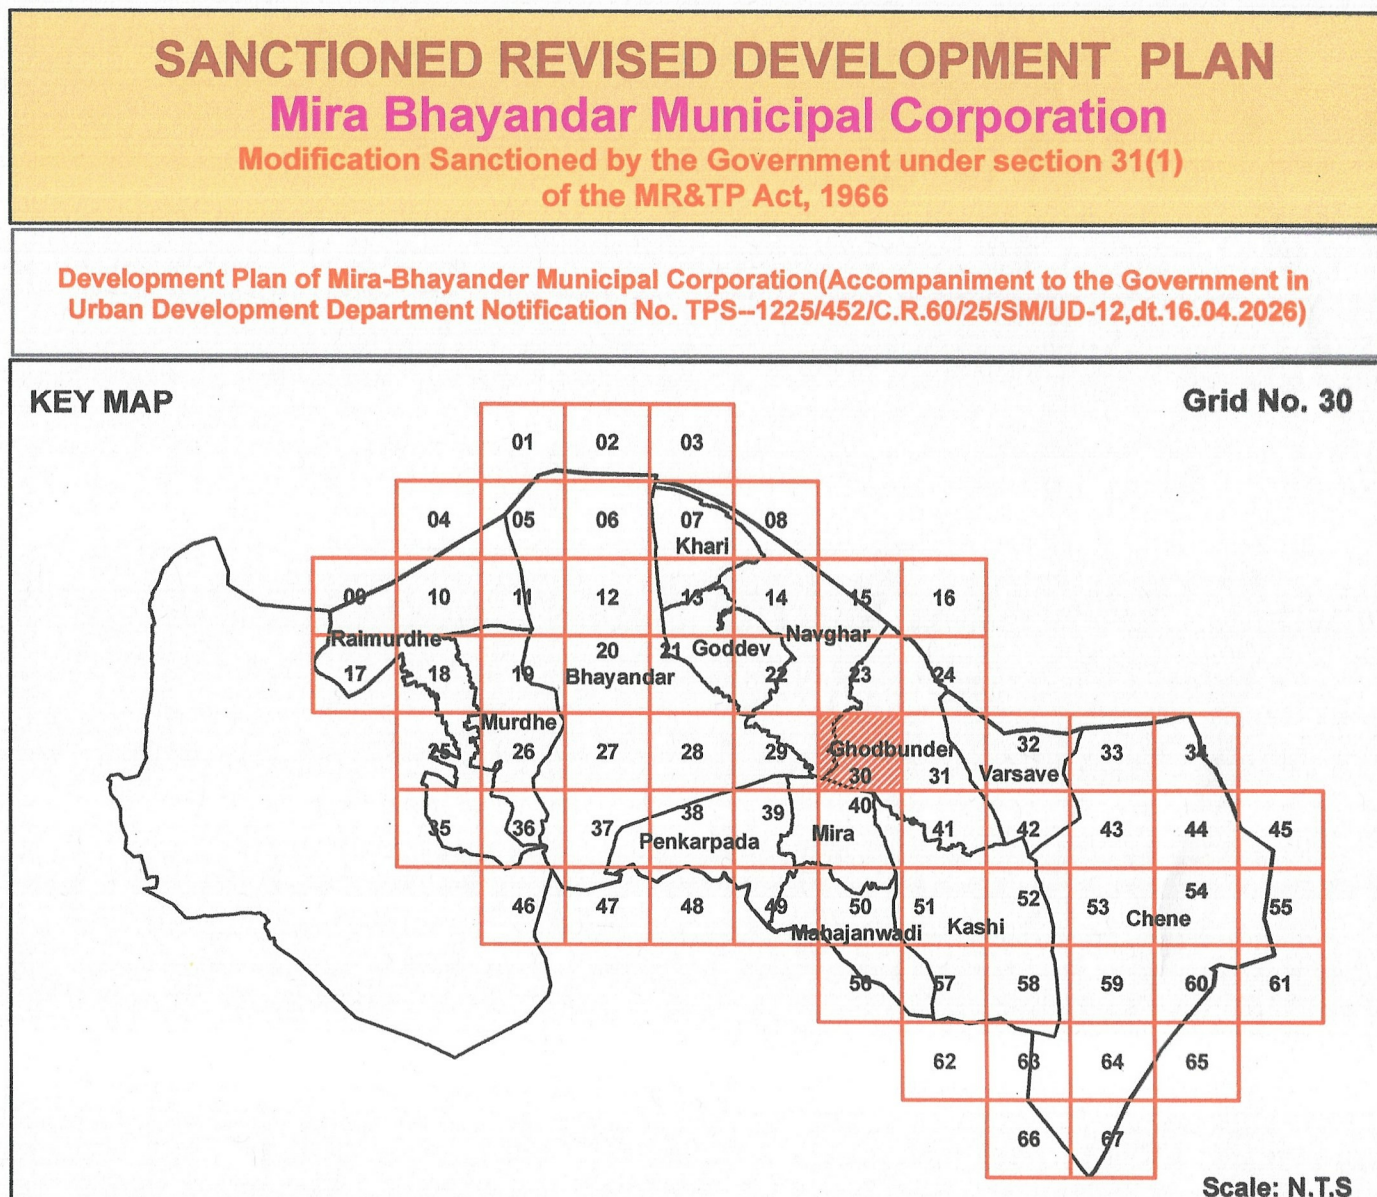 SANCTIONED REVISED DEVELOPMENT PLAN
Mira Bhayandar Municipal Corporation
Modification Sanctioned by the Government under section 31(1)
of the MR&TP Act, 1966
Development Plan of Mira-Bhayander Municipal Corporation(Accompaniment to the Government in
Urban Development Department Notification No. TPS--1225/452/C.R.60/25/SM/UD-12,dt.16.04.2026)
KEY MAP
Grid No. 30
01 02 03
04 05 06 07 08
Khari
09 10 11 12 13 14 15 16
Raimurdhe Goddev Navghar
17 18 19 20 21 22 23 24
Bhayandar
Murdhe Ghodbunder Varsave
25 26 27 28 29 30 31 32 33 34
35 36 37 38 39 40 41 42 43 44 45
Penkarpada Mira
46 47 48 49 50 51 52 53 54 55
Mahajanwadi Kashi Chene
56 57 58 59 60 61
62 63 64 65
66 67
Scale: N.T.S